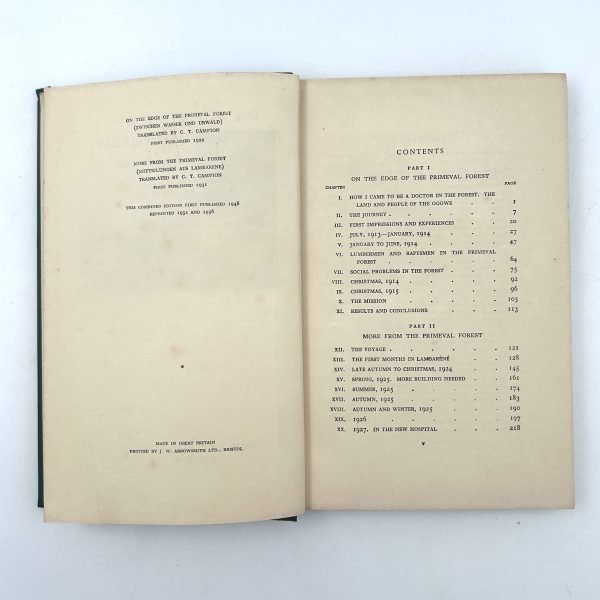 ON THE EDGE OF THE PRIMEVAL FOREST
(ZWISCHEN WASSER UND URWALD)
TRANSLATED BY C. T. CAMPION
FIRST PUBLISHED 1922
MORE FROM THE PRIMEVAL FOREST
(MITTEILUNGEN AUS LAMBARENE)
TRANSLATED BY C. T. CAMPION
FIRST PUBLISHED 1931
THIS COMBINED EDITION FIRST PUBLISHED 1948
REPRINTED 1951 AND 1956
MADE IN GREAT BRITAIN
PRINTED BY J. W. ARROWSMITH LTD., BRISTOL
CONTENTS
PART I
ON THE EDGE OF THE PRIMEVAL FOREST
CHAPTER PAGE
I. HOW I CAME TO BE A DOCTOR IN THE FOREST. THE
LAND AND PEOPLE OF THE OGOWE . . 1
II. THE JOURNEY . . . . . 7
III. FIRST IMPRESSIONS AND EXPERIENCES . . 20
IV. JULY, 1913—JANUARY, 1914 . . . 27
V. JANUARY TO JUNE, 1914 . . . . 47
VI. LUMBERMEN AND RAFTSMEN IN THE PRIMEVAL
FOREST . . . . . . 64
VII. SOCIAL PROBLEMS IN THE FOREST . . . 75
VIII. CHRISTMAS, 1914 . . . . . 92
IX. CHRISTMAS, 1915 . . . . . 96
X. THE MISSION . . . . . 103
XI. RESULTS AND CONCLUSIONS . . . . 113
PART II
MORE FROM THE PRIMEVAL FOREST
XII. THE VOYAGE . . . . . . 122
XIII. THE FIRST MONTHS IN LAMBARÉNÉ . . . 128
XIV. LATE AUTUMN TO CHRISTMAS, 1924 . . . 145
XV. SPRING, 1925. MORE BUILDING NEEDED . . 161
XVI. SUMMER, 1925 . . . . . 174
XVII. AUTUMN, 1925 . . . . . 183
XVIII. AUTUMN AND WINTER, 1925 . . . . 190
XIX. 1926 . . . . . . 197
XX. 1927. IN THE NEW HOSPITAL . . . 218
v